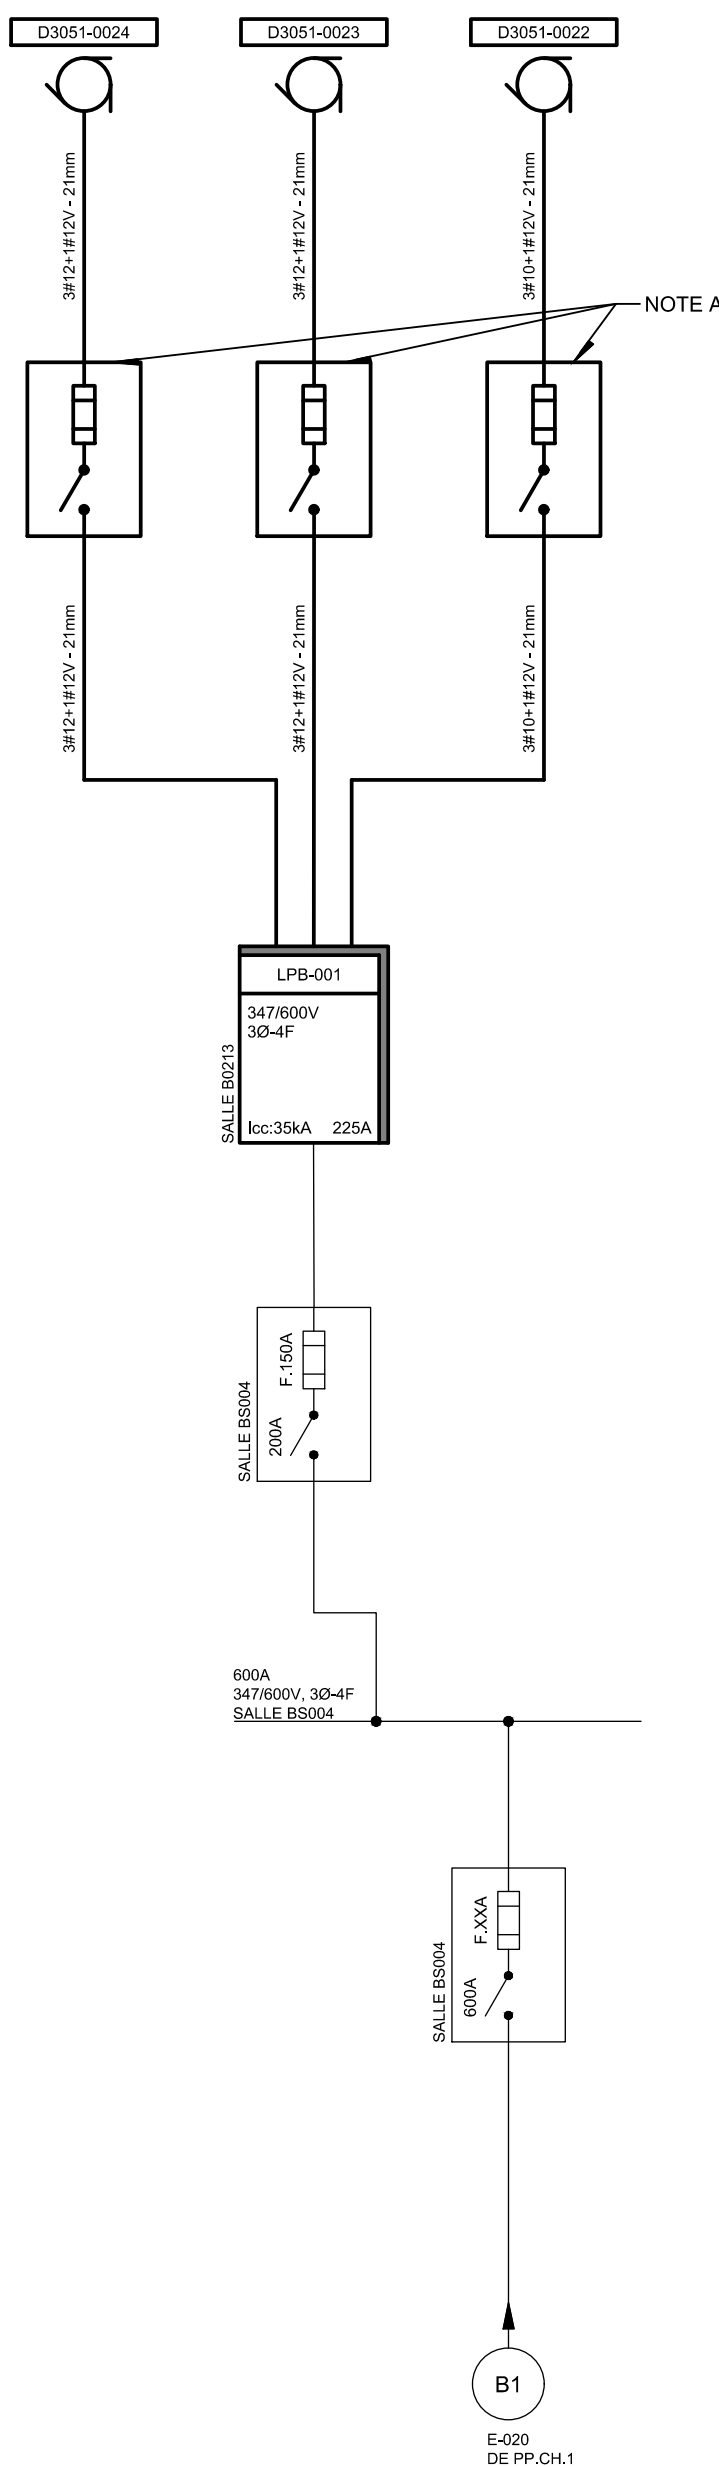 D3051-0024
D3051-0023
D3051-0022
3#12+1#12V - 21mm
3#12+1#12V - 21mm
3#10+1#12V - 21mm
NOTE A
3#12+1#12V - 21mm
3#12+1#12V - 21mm
3#10+1#12V - 21mm
LPB-001
347/600V
3Ø-4F
SALLE B0213
Icc:35kA 225A
F.150A
200A
SALLE BS004
600A
347/600V, 3Ø-4F
SALLE BS004
F.XXA
600A
SALLE BS004
B1
E-020
DE PP.CH.1